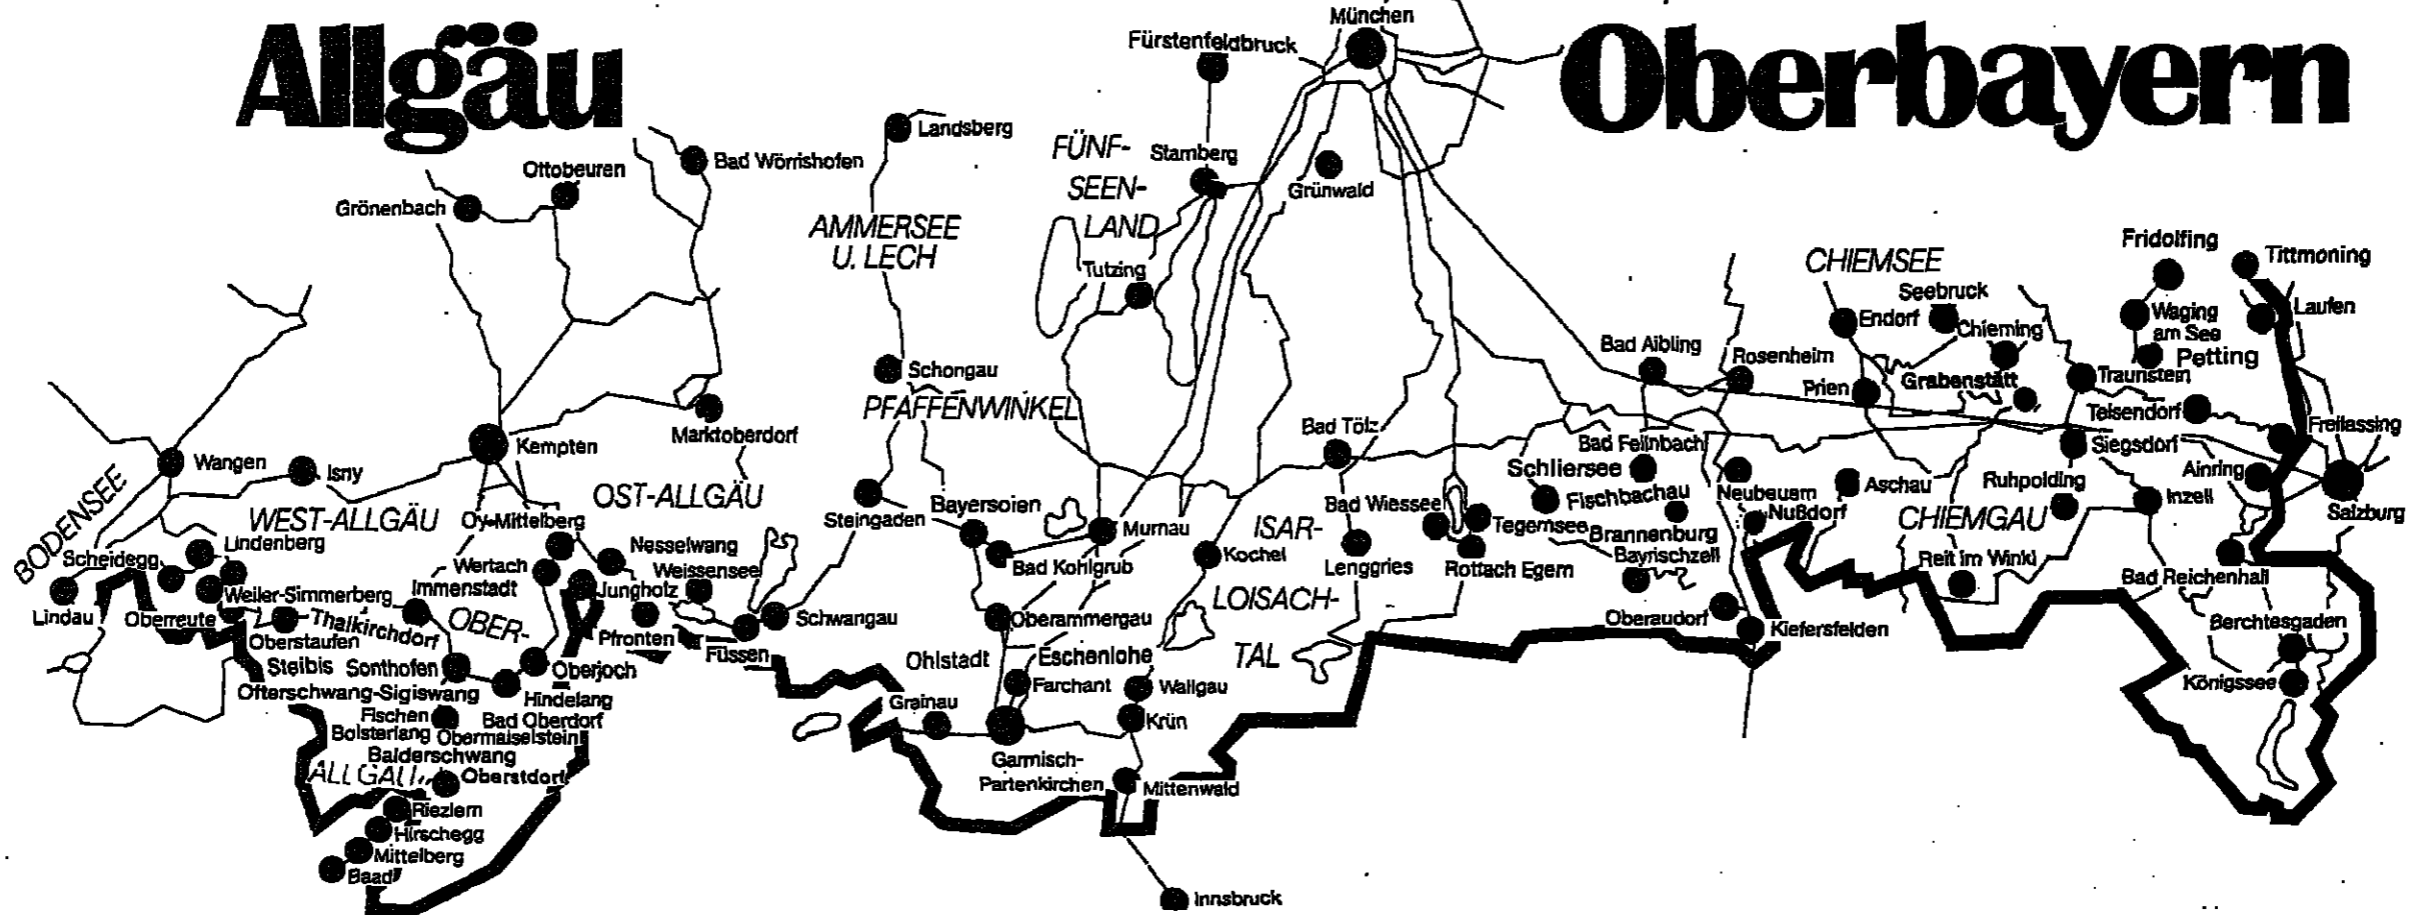 Allgäu
Oberbayern
München
Fürstenfeldbruck
Landsberg
FÜNF-
SEEN-
LAND
Starnberg
Grünwald
Bad Wörrishofen
Ottobeuren
Grönenbach
AMMERSEE
U. LECH
Tutzing
CHIEMSEE
Fridolfing
Tittmoning
Seebruck
Endorf
Chieming
Waging
am See
Laufen
Petting
Bad Aibling
Rosenheim
Prien
Grabenstätt
Traunstein
Teisendorf
Freilassing
Schongau
PFAFFENWINKEL
Marktoberdorf
Kempten
Wangen
Isny
BODENSEE
WEST-ALLGÄU
OST-ALLGÄU
Oy-Mittelberg
Steingaden
Bayersoien
Murnau
Bad Kohlgrub
Bad Tölz
Bad Feilnbach
Schliersee
Fischbachau
Bad Wiessee
Tegernsee
Brannenburg
Bayrischzell
Neubeuern
Nußdorf
Aschau
Ruhpolding
Siegsdorf
Ainring
Inzell
Salzburg
CHIEMGAU
Reit im Winkl
Bad Reichenhall
ISAR-
LOISACH-
TAL
Kochel
Lenggries
Rottach Egern
Scheidegg
Lindenberg
Lindau
Oberreute
Weiler-Simmerberg
Wertach
Immenstadt
Nesselwang
Weissensee
Jungholz
Thalkirchdorf
OBER-
Oberstaufen
Pfronten
Füssen
Schwangau
Oberammergau
Oberaudorf
Kiefersfelden
Berchtesgaden
Königssee
Steibis
Sonthofen
Oberjoch
Ofterschwang-Sigiswang
Hindelang
Fischen
Bad Oberdorf
Bolsterlang
Obermaiselstein
Balderschwang
ALLGÄU
Oberstdorf
Riezlern
Hirschegg
Mittelberg
Baad
Ohlstadt
Eschenlohe
Farchant
Wallgau
Grainau
Krün
Garmisch-
Partenkirchen
Mittenwald
Innsbruck